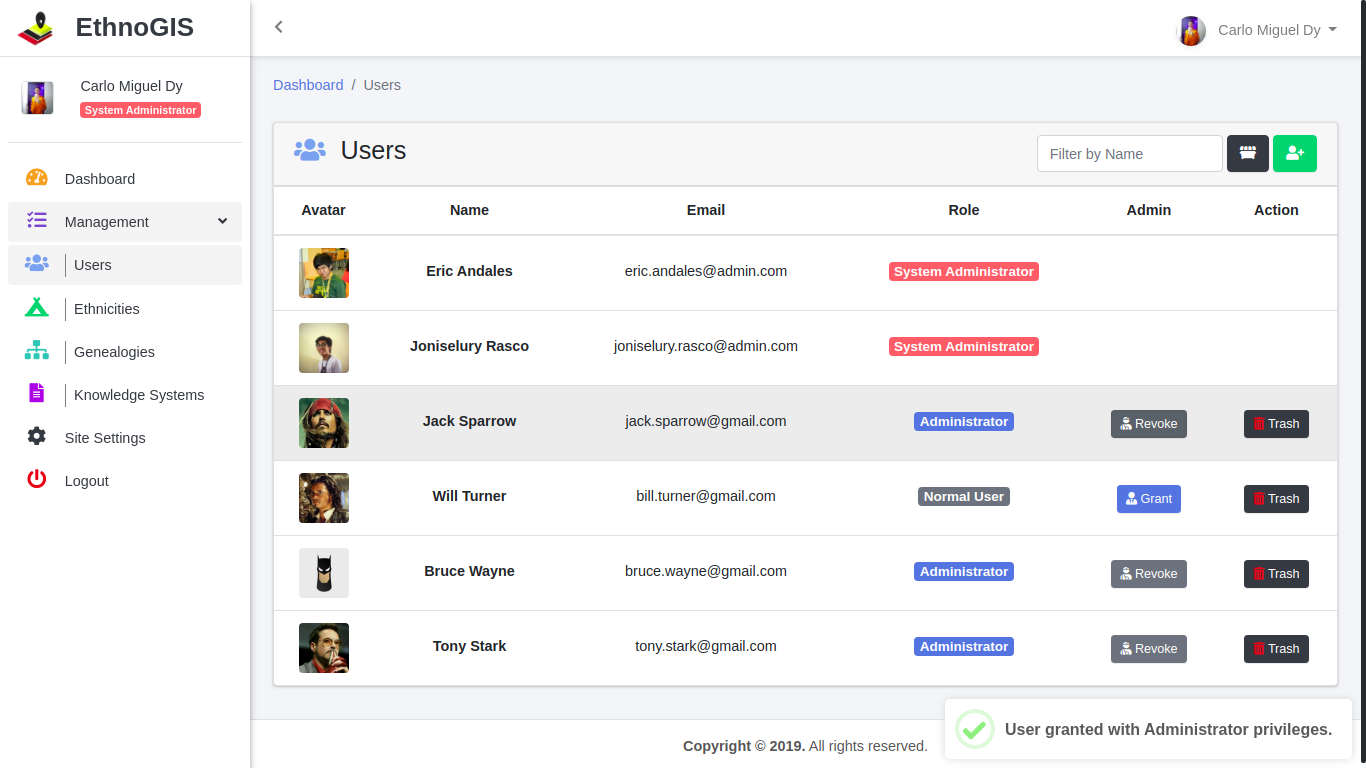 EthnoGIS
Carlo Miguel Dy
Carlo Miguel Dy
System Administrator
Dashboard
Management
Users
Ethnicities
Genealogies
Knowledge Systems
Site Settings
Logout
Dashboard / Users
Users
Filter by Name
Avatar Name Email Role Admin Action
Eric Andales eric.andales@admin.com System Administrator
Joniselury Rasco joniselury.rasco@admin.com System Administrator
Jack Sparrow jack.sparrow@gmail.com Administrator Revoke Trash
Will Turner bill.turner@gmail.com Normal User Grant Trash
Bruce Wayne bruce.wayne@gmail.com Administrator Revoke Trash
Tony Stark tony.stark@gmail.com Administrator Revoke Trash
User granted with Administrator privileges.
Copyright © 2019. All rights reserved.